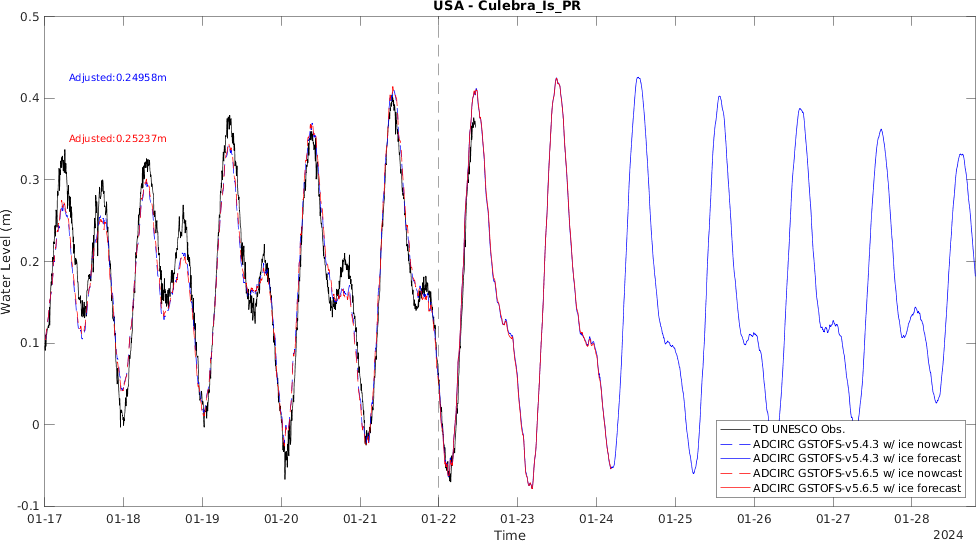 USA - Culebra_Is_PR
0.5
0.4
0.3
0.2
0.1
0
-0.1
Water Level (m)
Adjusted:0.24958m
Adjusted:0.25237m
TD UNESCO Obs.
ADCIRC GSTOFS-v5.4.3 w/ ice nowcast
ADCIRC GSTOFS-v5.4.3 w/ ice forecast
ADCIRC GSTOFS-v5.6.5 w/ ice nowcast
ADCIRC GSTOFS-v5.6.5 w/ ice forecast
01-17 01-18 01-19 01-20 01-21 01-22 01-23 01-24 01-25 01-26 01-27 01-28
Time
2024